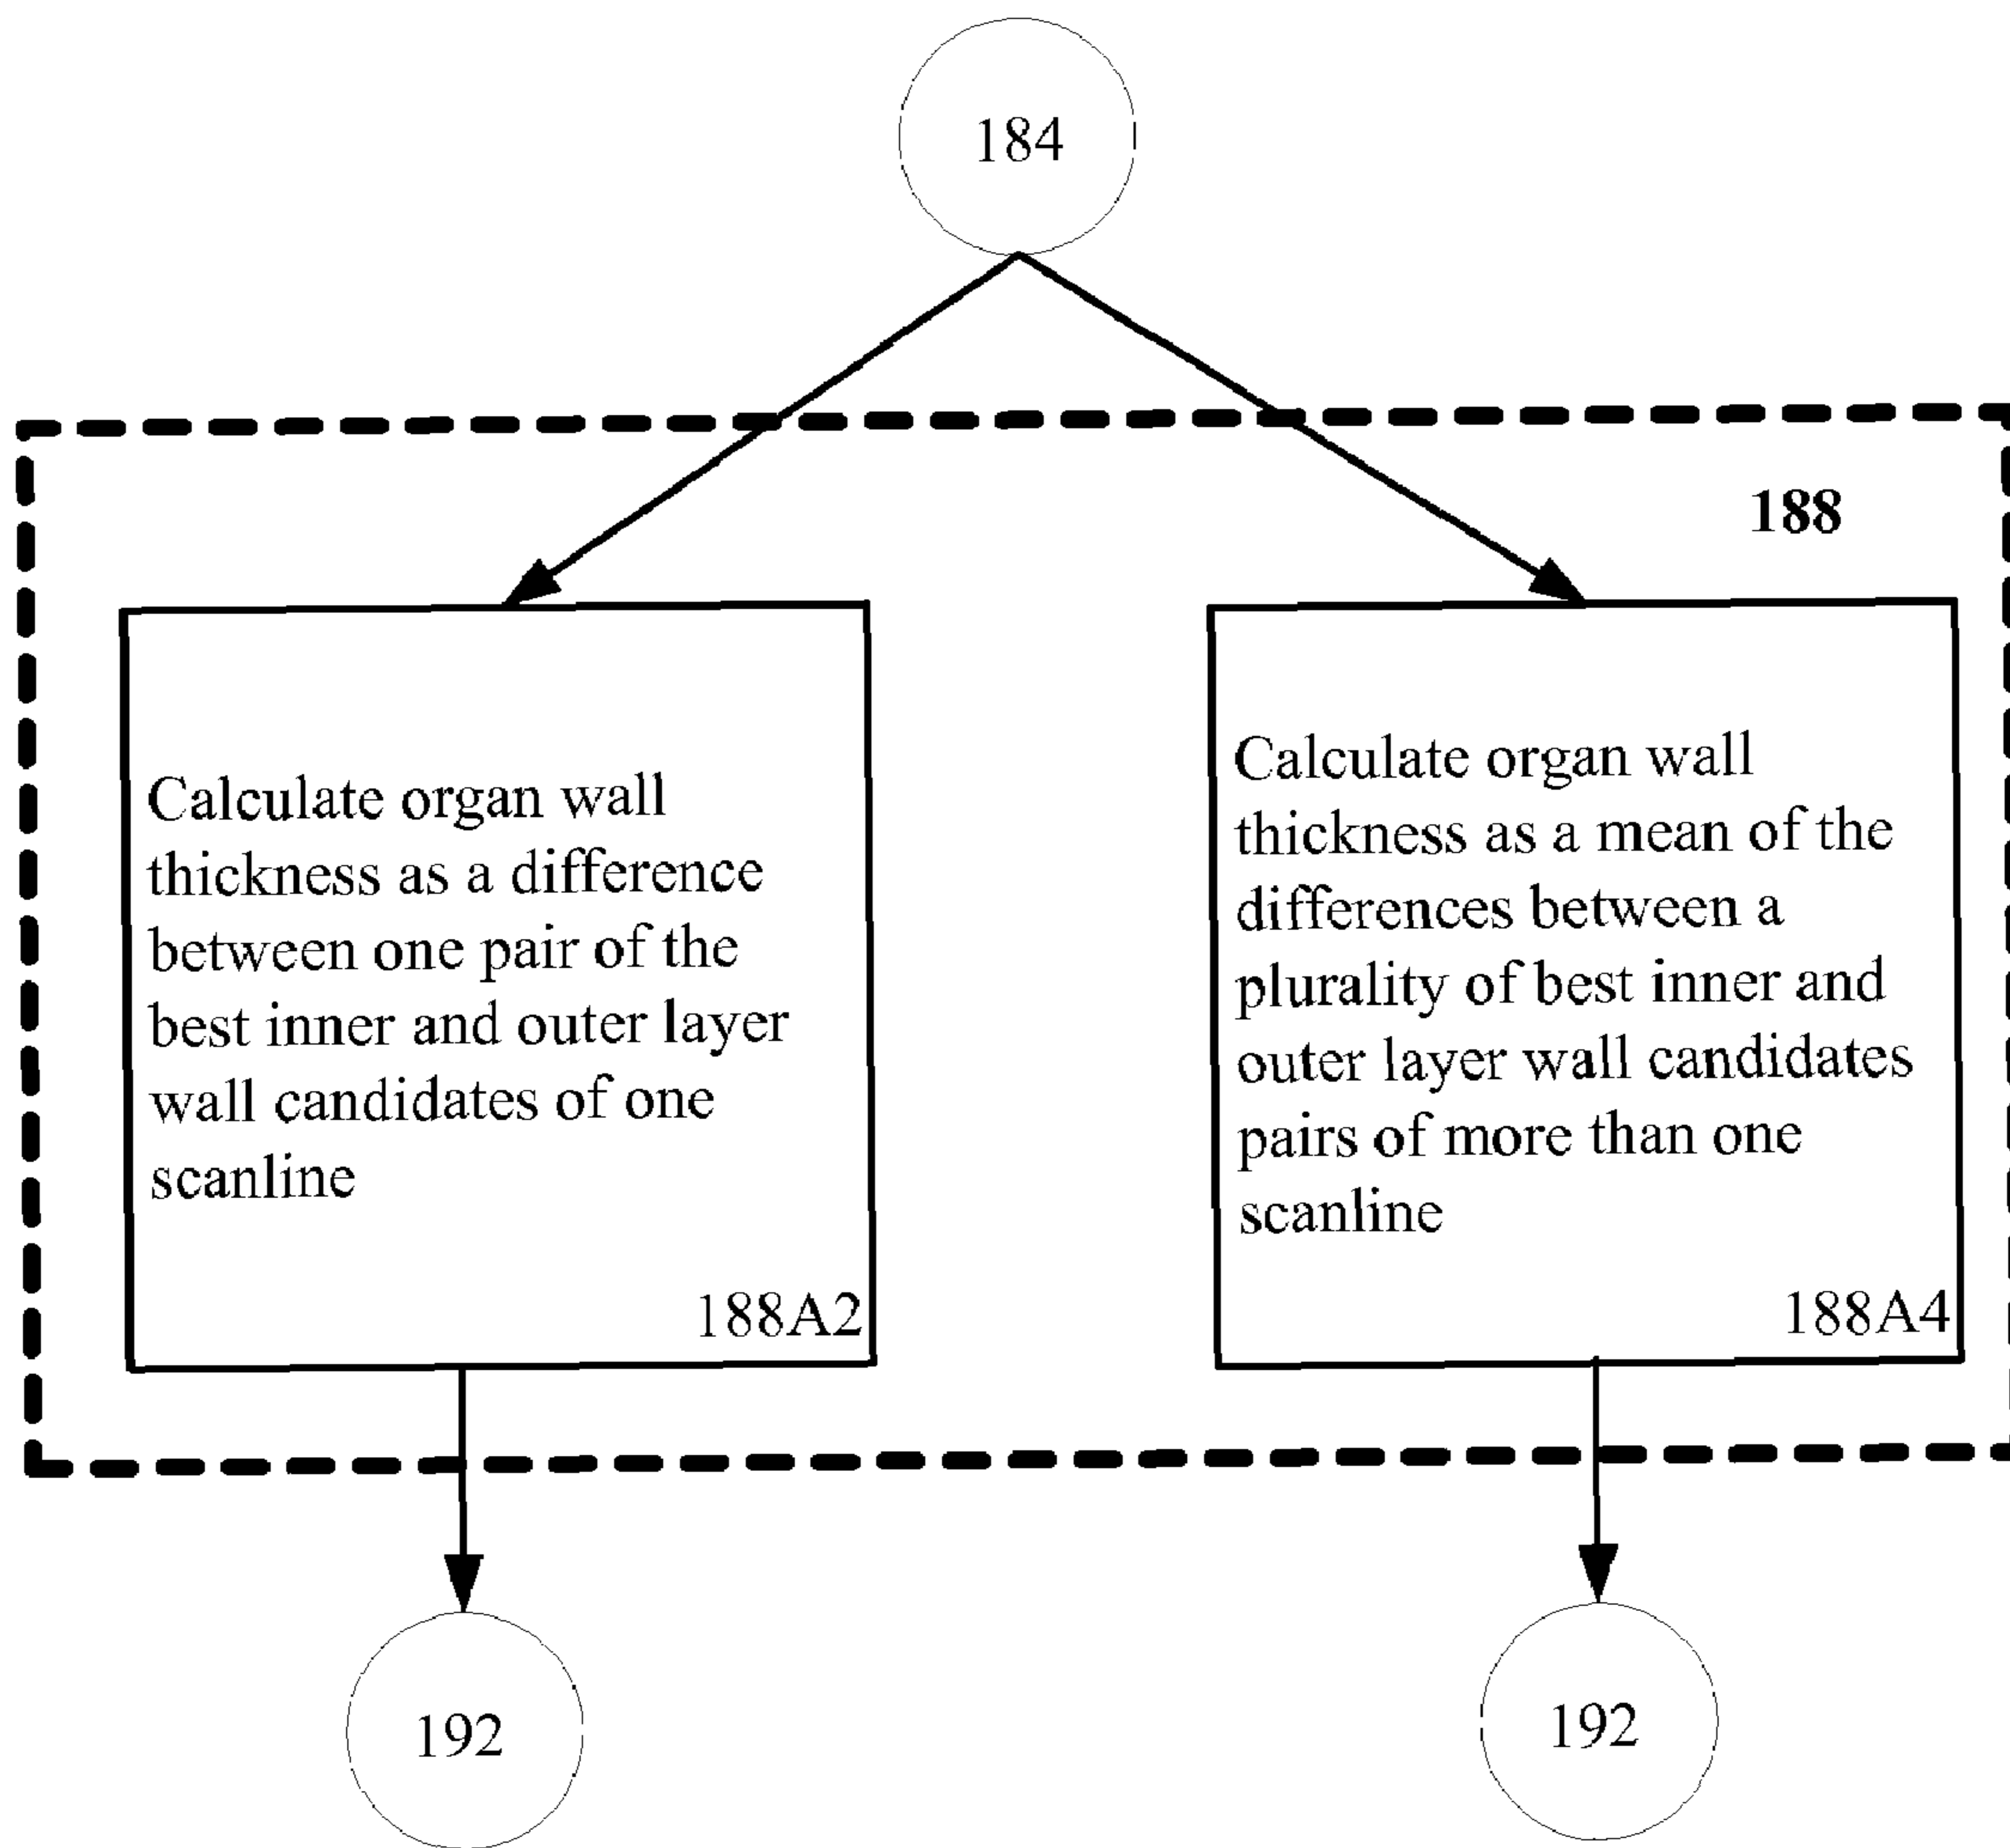 184
188
Calculate organ wall
thickness as a difference
between one pair of the
best inner and outer layer
wall candidates of one
scanline
188A2
Calculate organ wall
thickness as a mean of the
differences between a
plurality of best inner and
outer layer wall candidates
pairs of more than one
scanline
188A4
192
192